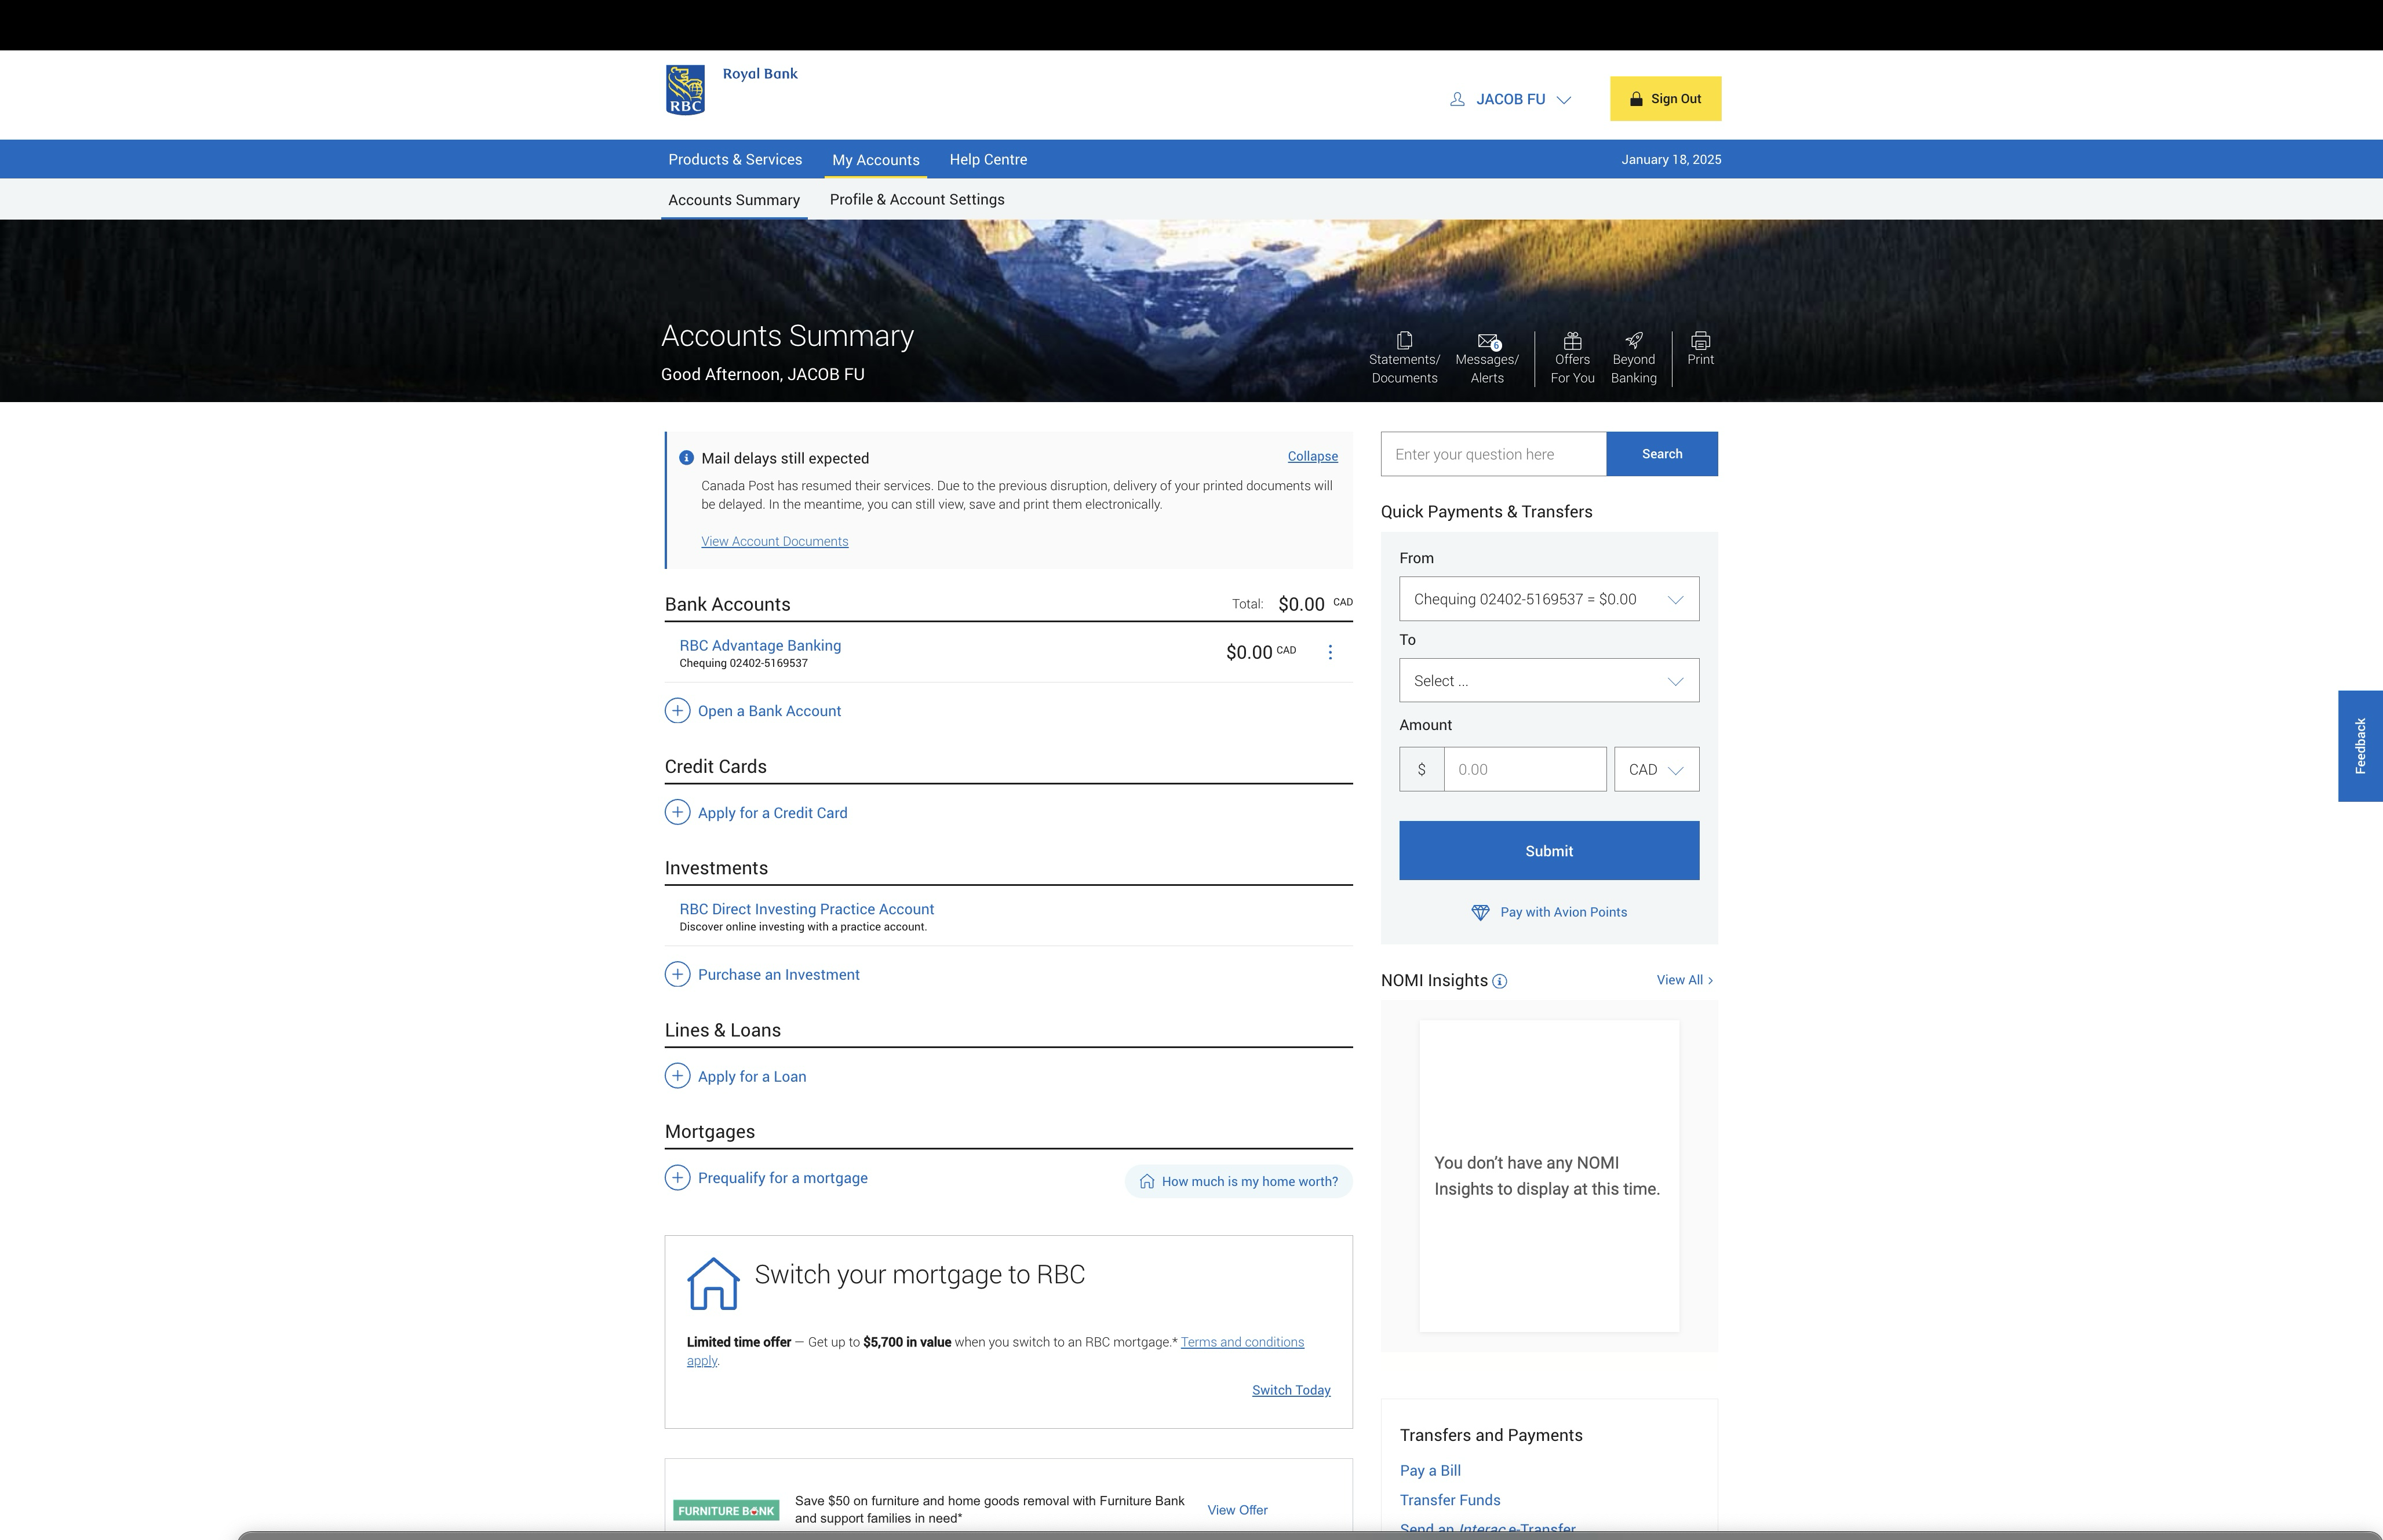 RBC
Royal Bank
JACOB FU
Sign Out
Products & Services
My Accounts
Help Centre
January 18, 2025
Accounts Summary
Profile & Account Settings
Accounts Summary
Good Afternoon, JACOB FU
Statements/
Documents
6
Messages/
Alerts
Offers
For You
Beyond
Banking
Print
Mail delays still expected
Collapse
Canada Post has resumed their services. Due to the previous disruption, delivery of your printed documents will
be delayed. In the meantime, you can still view, save and print them electronically.
View Account Documents
Bank Accounts
Total: $0.00 CAD
RBC Advantage Banking
Chequing 02402-5169537
$0.00 CAD
Open a Bank Account
Credit Cards
Apply for a Credit Card
Investments
RBC Direct Investing Practice Account
Discover online investing with a practice account.
Purchase an Investment
Lines & Loans
Apply for a Loan
Mortgages
Prequalify for a mortgage
How much is my home worth?
Switch your mortgage to RBC
Limited time offer — Get up to $5,700 in value when you switch to an RBC mortgage.* Terms and conditions
apply.
Switch Today
FURNITURE BANK
Save $50 on furniture and home goods removal with Furniture Bank
and support families in need*
View Offer
Enter your question here
Search
Quick Payments & Transfers
From
Chequing 02402-5169537 = $0.00
To
Select ...
Amount
$ 0.00
CAD
Submit
Pay with Avion Points
NOMI Insights
View All >
You don't have any NOMI
Insights to display at this time.
Transfers and Payments
Pay a Bill
Transfer Funds
Send an Interac e-Transfer
Feedback